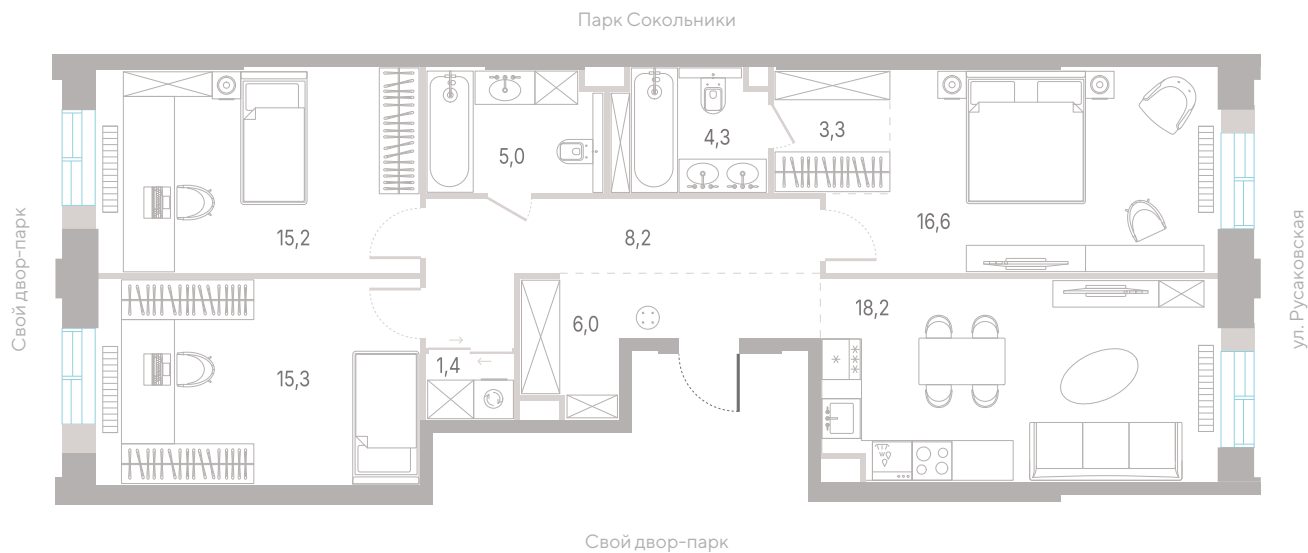 Парк Сокольники
5,0
4,3
3,3
15,2
8,2
16,6
Свой двор-парк
ул. Русаковская
6,0
18,2
15,3
1,4
Свой двор-парк